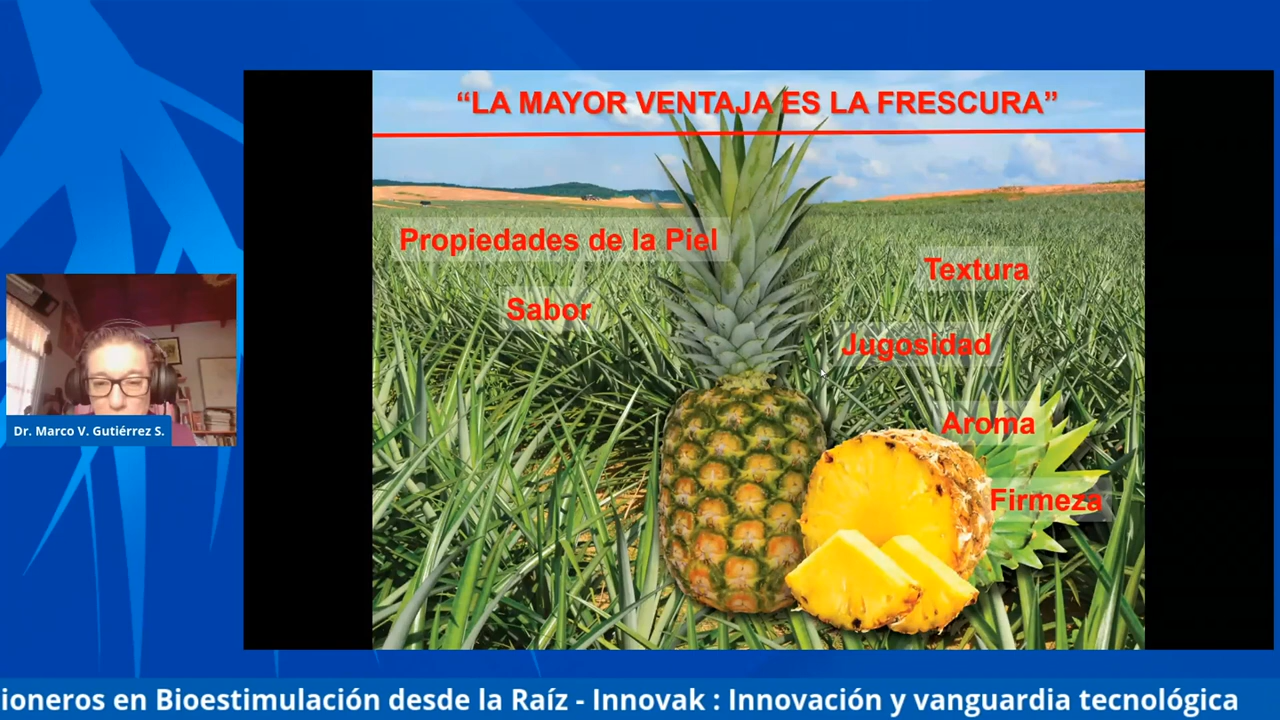 “LA MAYOR VENTAJA ES LA FRESCURA”
Propiedades de la Piel
Textura
Sabor
Jugosidad
Aroma
Firmeza
Dr. Marco V. Gutiérrez S.
ioneros en Bioestimulación desde la Raíz - Innovak : Innovación y vanguardia tecnológica